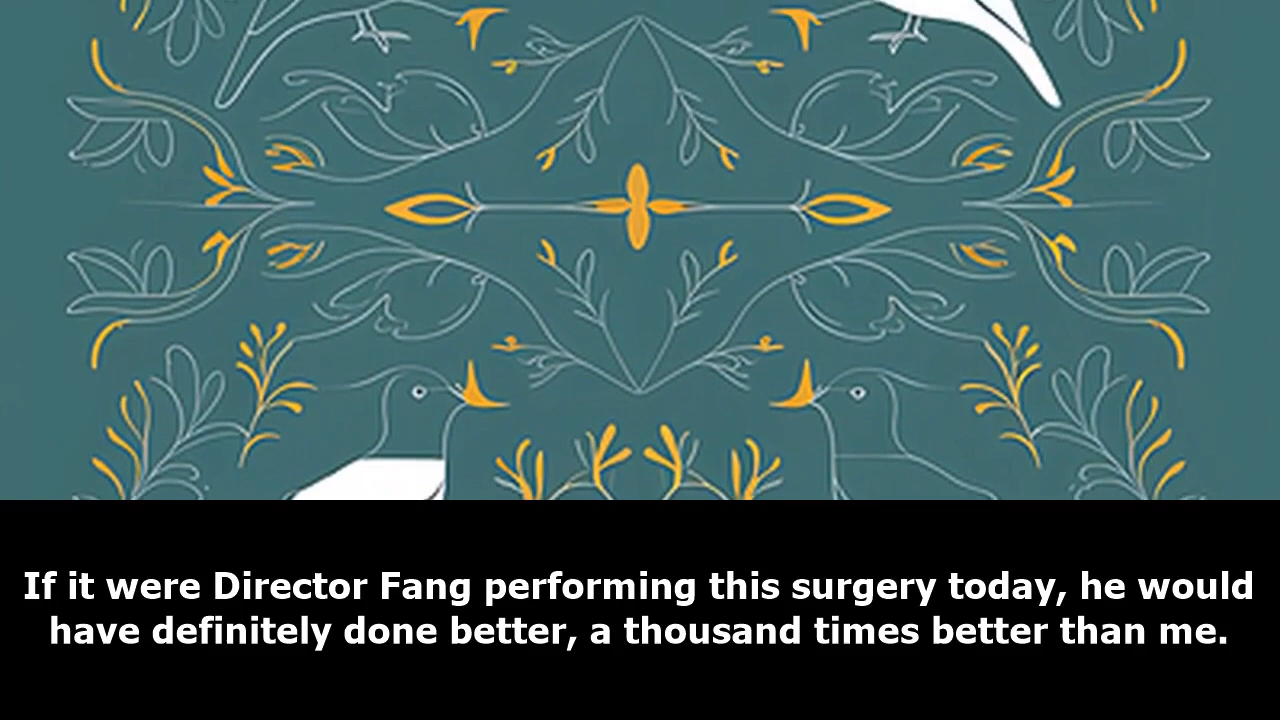 If it were Director Fang performing this surgery today, he would
have definitely done better, a thousand times better than me.